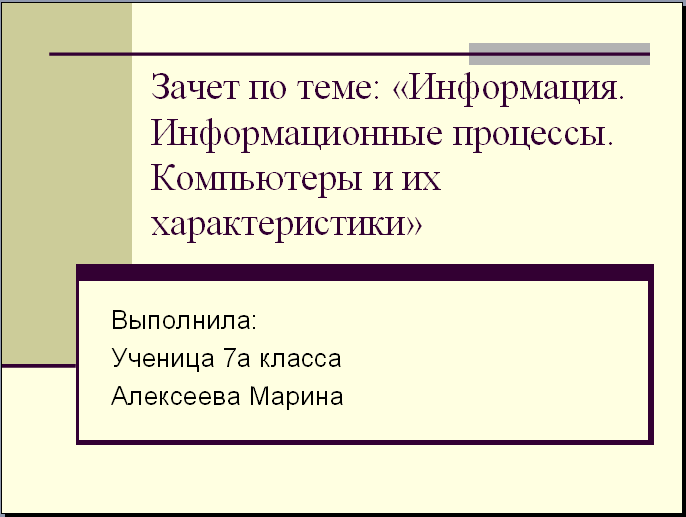 Зачет по теме: «Информация.
Информационные процессы.
Компьютеры и их
характеристики»
Выполнила:
Ученица 7а класса
Алексеева Марина